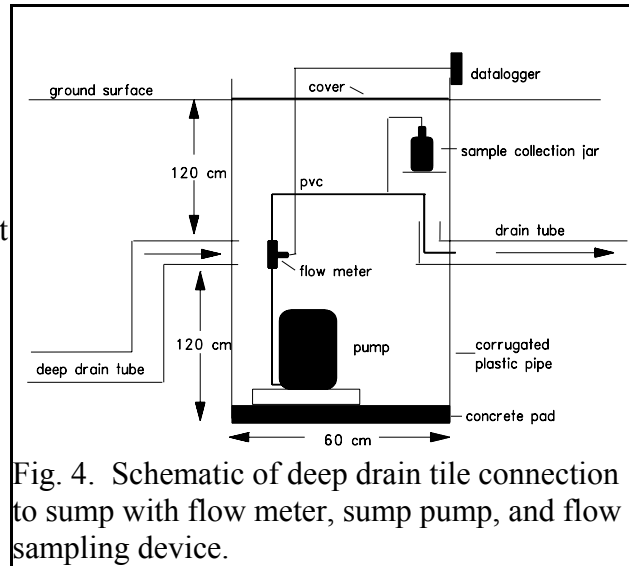 datalogger
cover
ground surface
sample collection jar
120 cm
pvc
t
drain tube
flow meter
120 cm
pump
corrugated
plastic pipe
deep drain tube
concrete pad
60 cm
Fig. 4. Schematic of deep drain tile connection
to sump with flow meter, sump pump, and flow
sampling device.